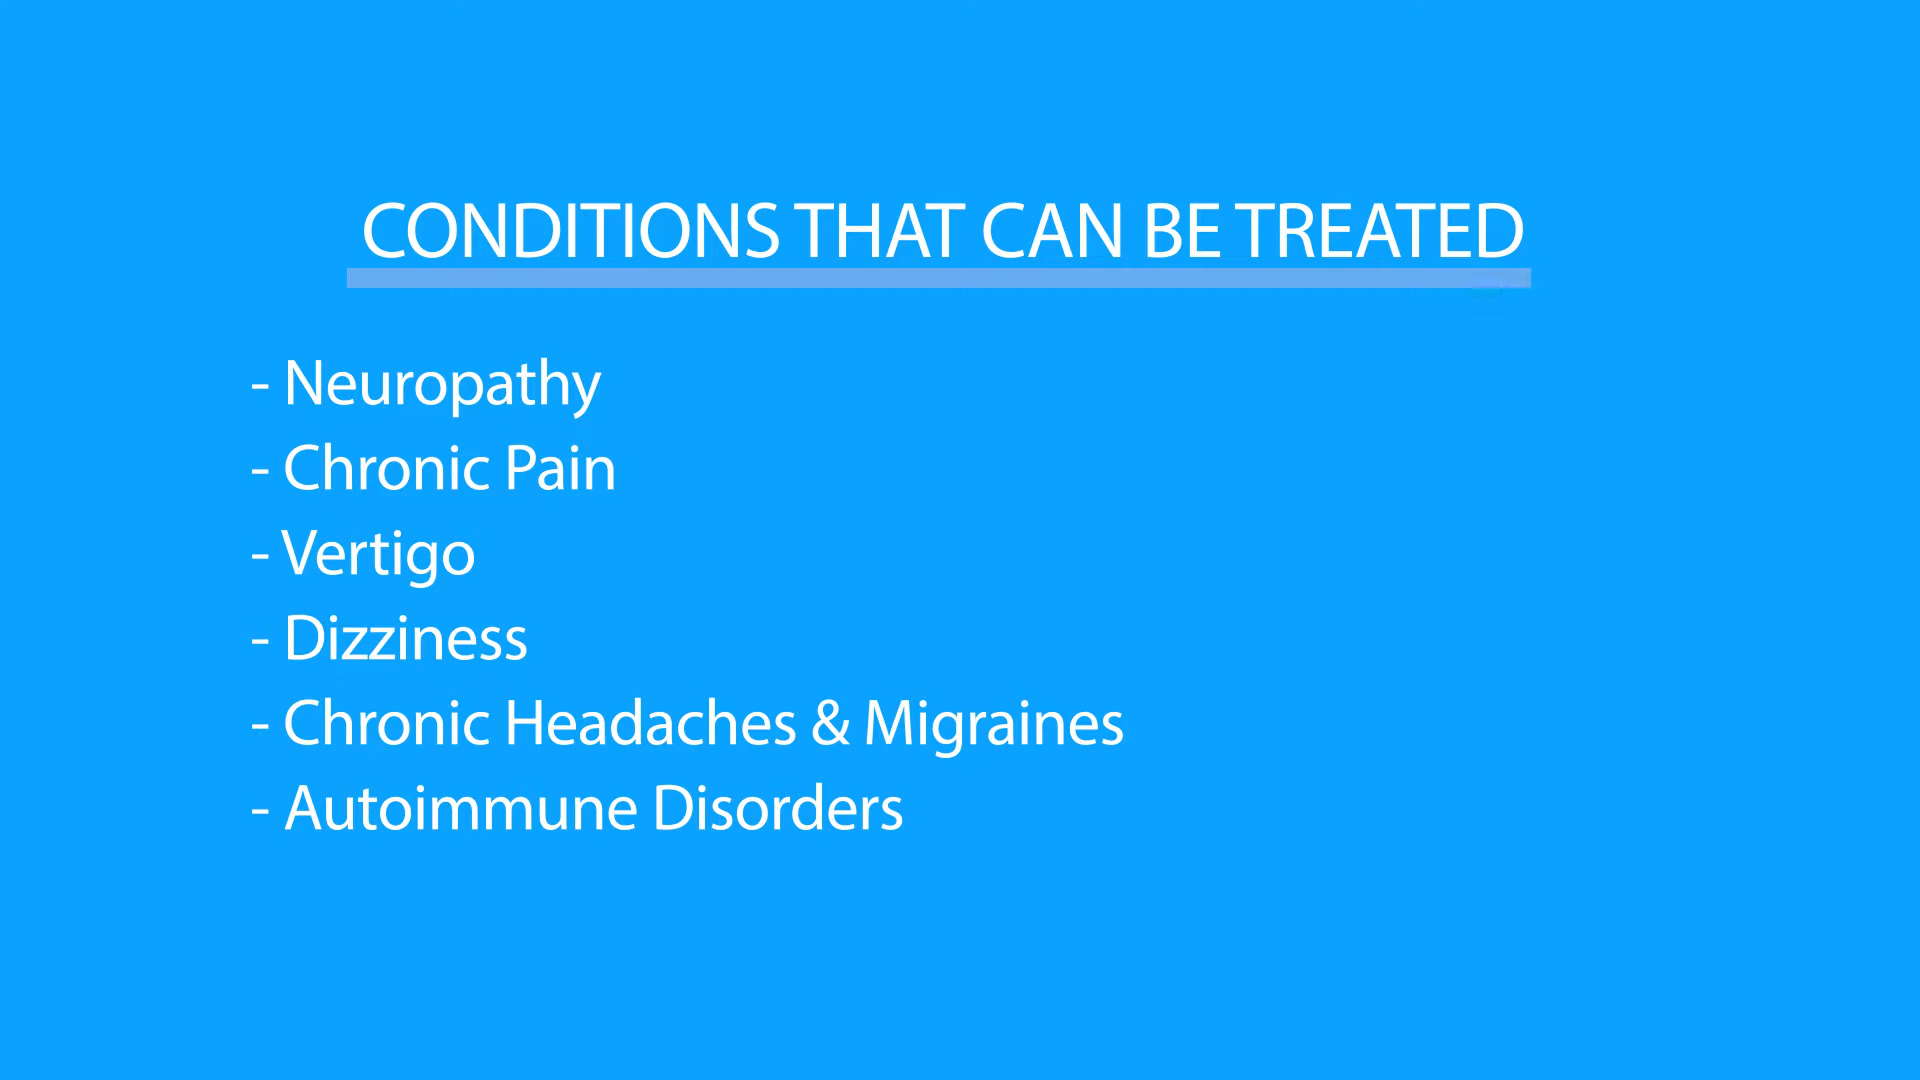 CONDITIONS THAT CAN BE TREATED
- Neuropathy
- Chronic Pain
- Vertigo
- Dizziness
- Chronic Headaches & Migraines
- Autoimmune Disorders